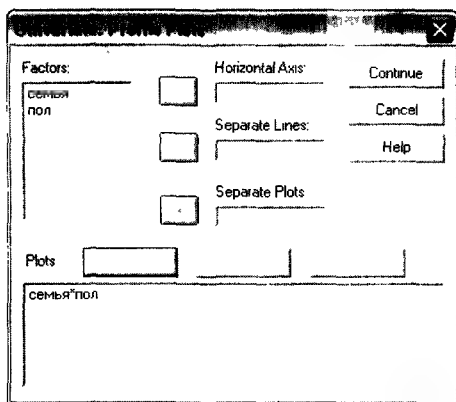 Factors:
семья
пол
Horizontal Axis:
Separate Lines:
Separate Plots
Continue
Cancel
Help
Plots
семья*пол